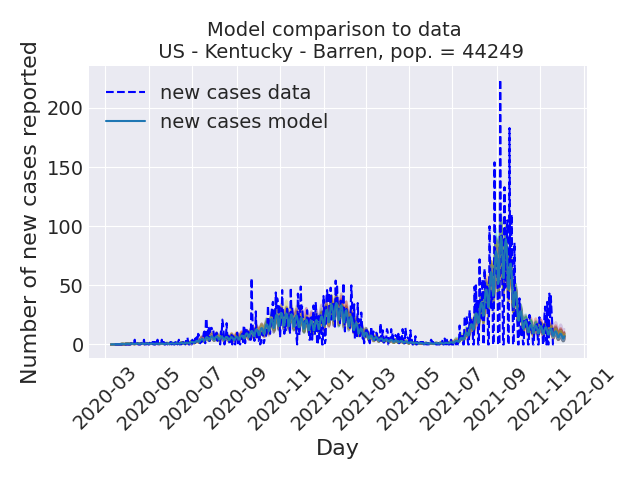 Model comparison to data
US - Kentucky - Barren, pop. = 44249
Number of new cases reported
200
150
100
50
0
new cases data
new cases model
2020-03
2020-05
2020-07
2020-09
2020-11
2021-01
2021-03
2021-05
2021-07
2021-09
2021-11
2022-01
Day